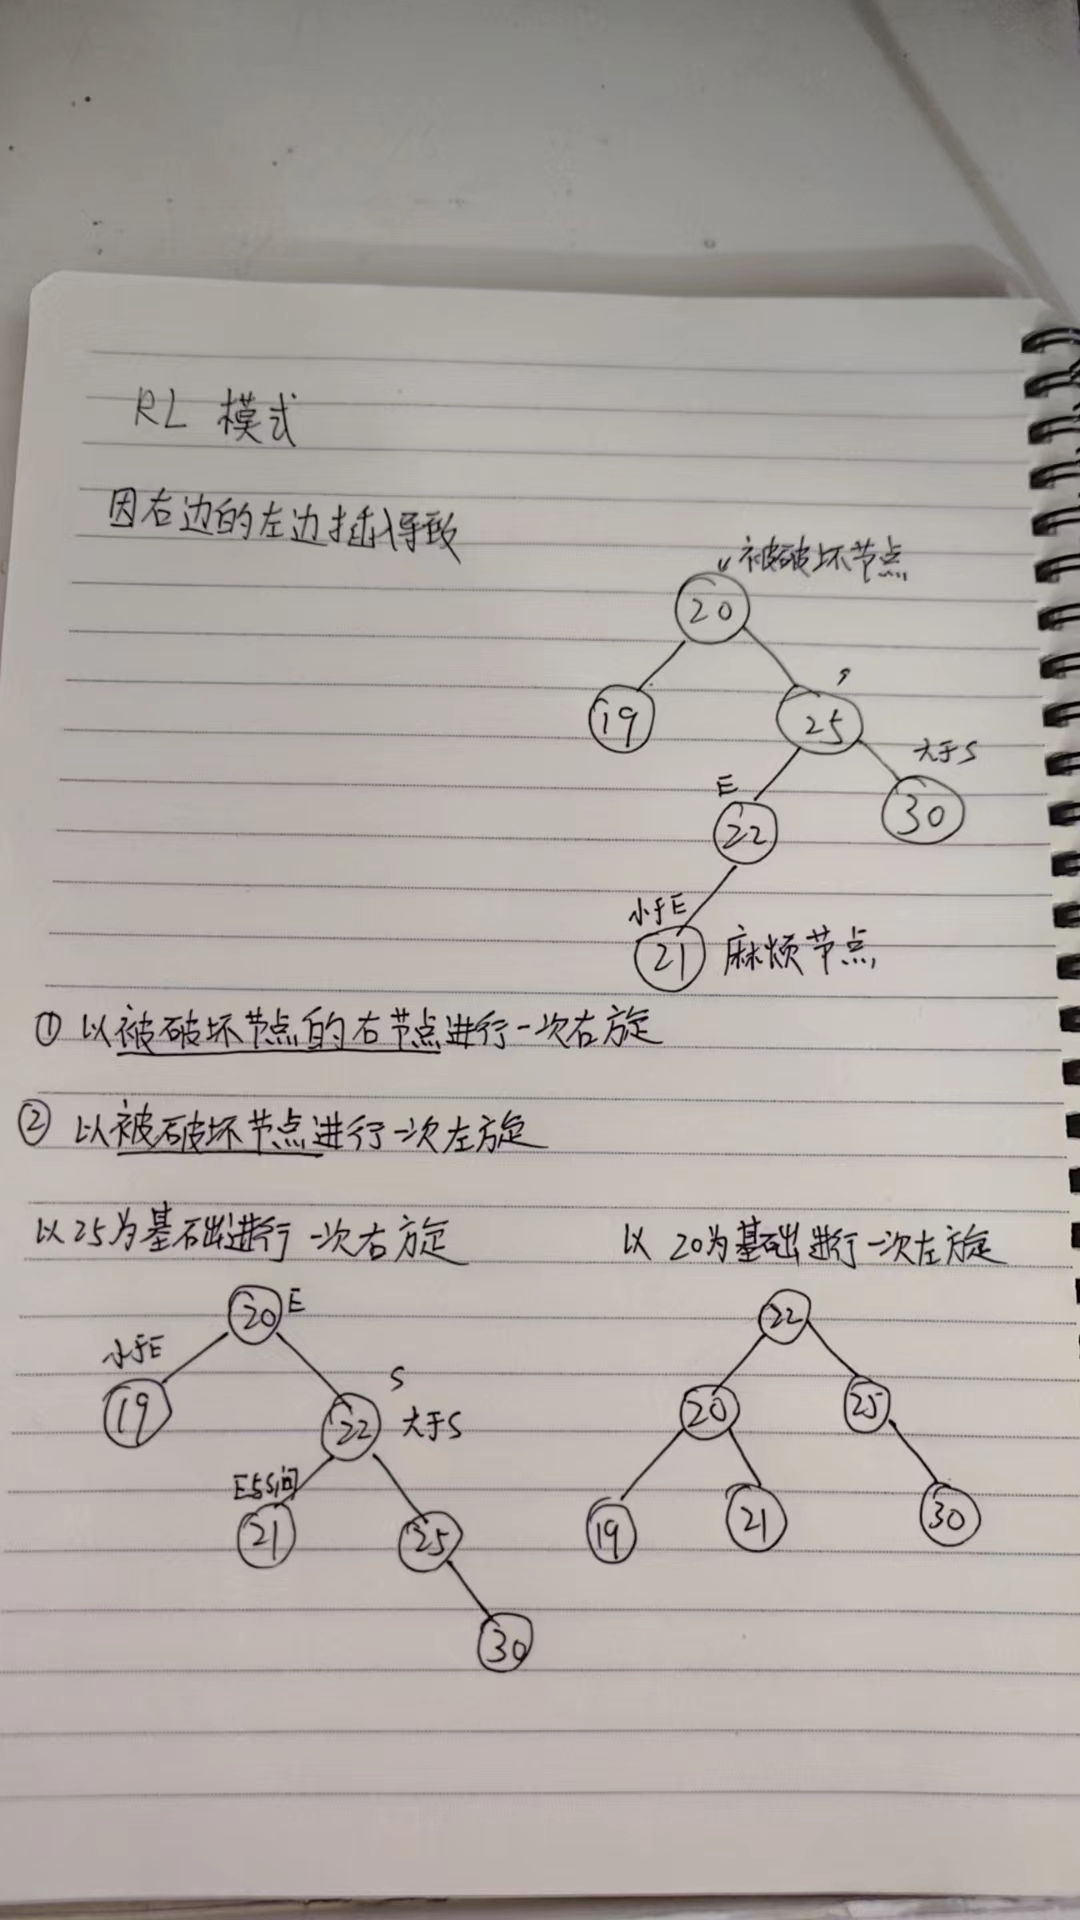 RL 模式
因右边的左边插入导致
被破坏节点
20
19
25
大于S
E
22
30
小于E
21 麻烦节点
① 以被破坏节点的右节点进行一次右旋
② 以被破坏节点进行一次左旋
以25为基础进行一次右旋
以 20为基础进行一次左旋
20 E
小于E
19
S
22 大于S
E与S间
21
25
30
22
20
25
19
21
30